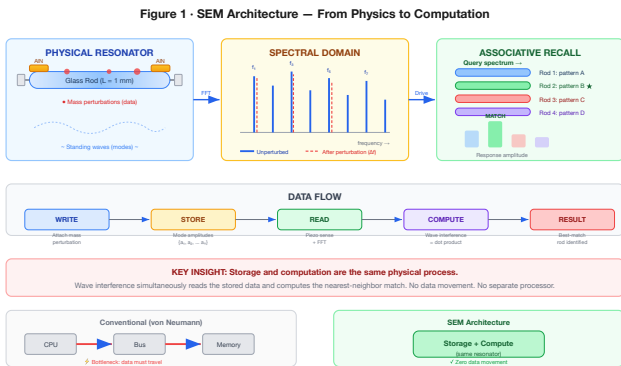 Figure 1 · SEM Architecture — From Physics to Computation
PHYSICAL RESONATOR
AlN
AlN
Glass Rod (L = 1 mm)
• Mass perturbations (data)
~ Standing waves (modes) ~
FFT
SPECTRAL DOMAIN
frequency →
Unperturbed
After perturbation (Δf)
Drive
ASSOCIATIVE RECALL
Query spectrum →
Rod 1: pattern A
Rod 2: pattern B ★
Rod 3: pattern C
Rod 4: pattern D
MATCH
Response amplitude
DATA FLOW
WRITE
STORE
READ
COMPUTE
RESULT
Attach mass
perturbation
Mode amplitudes
Piezo sense
+ FFT
Wave interference
= dot product
Best-match
rod identified
KEY INSIGHT: Storage and computation are the same physical process.
Wave interference simultaneously reads the stored data and computes the nearest-neighbor match. No data movement. No separate processor.
Conventional (von Neumann)
CPU
Bus
Memory
⚡ Bottleneck: data must travel
SEM Architecture
Storage + Compute
(same resonator)
✓ Zero data movement